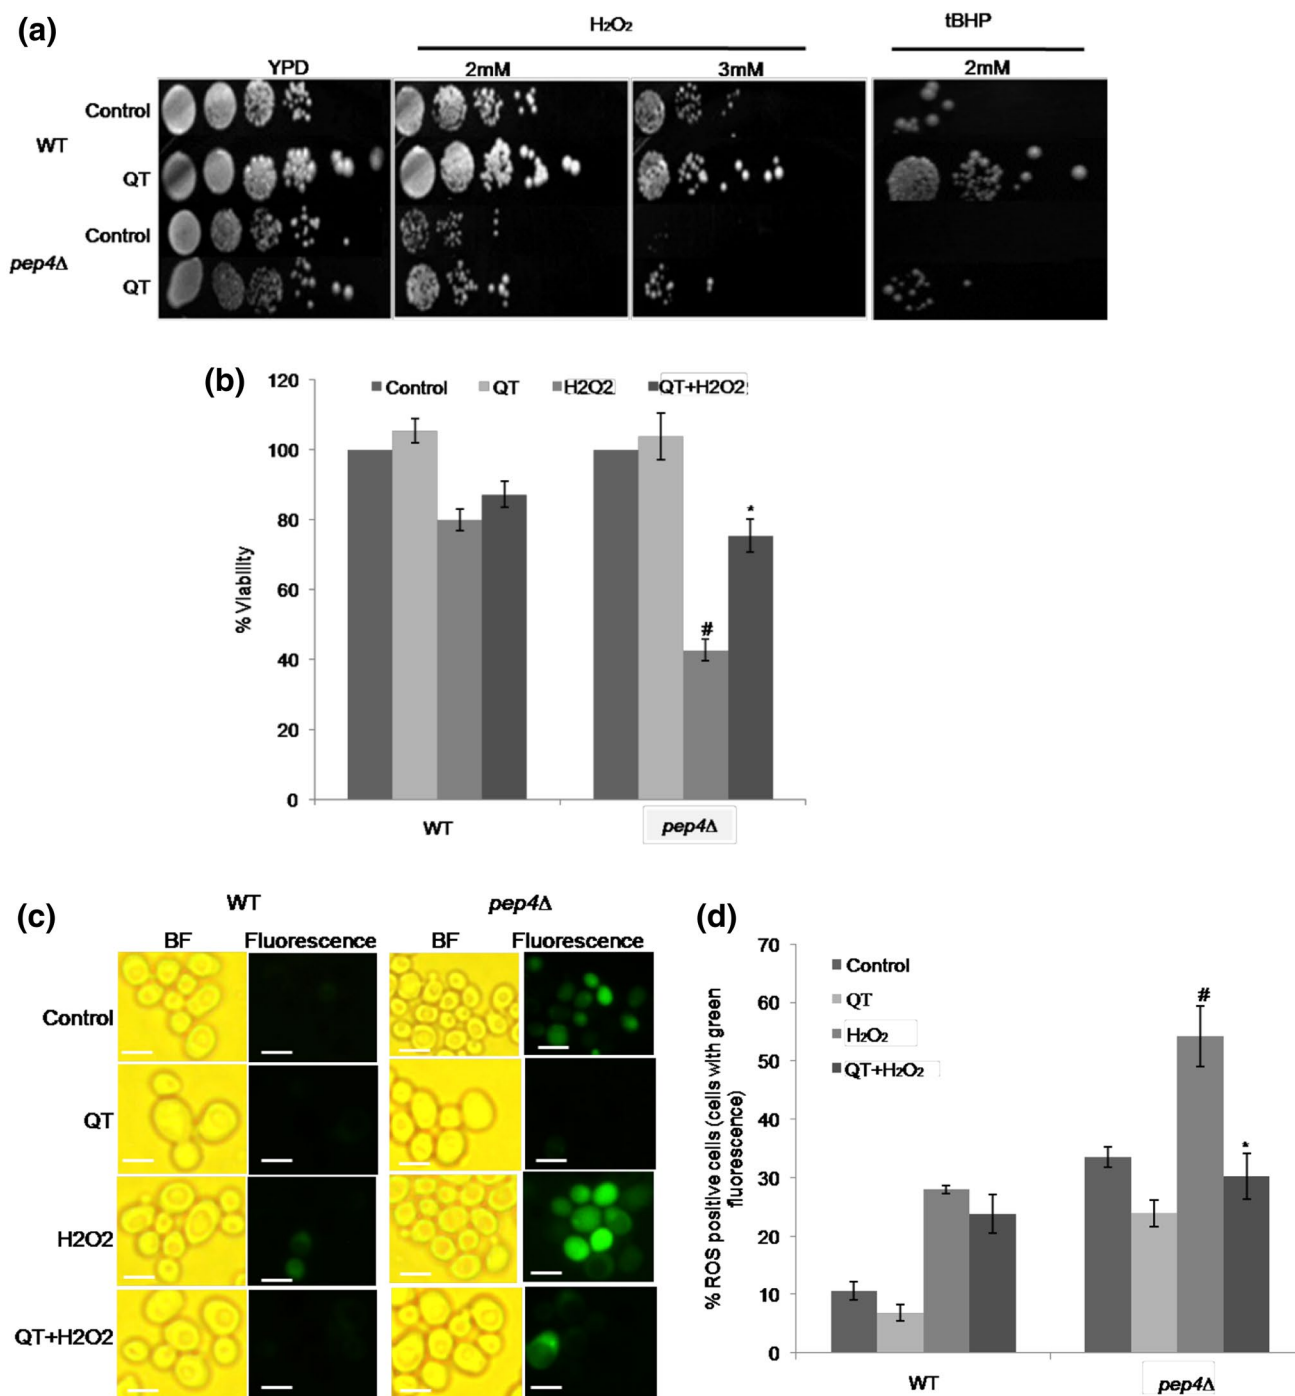 (a)
H₂O₂
tBHP
YPD
2mM
3mM
2mM
Control
WT
QT
Control
pep4Δ
QT
(b)
120
100
80
60
40
20
0
% Viability
Control
QT
H2O2
QT+H2O2
#
*
WT
pep4Δ
(c)
WT
pep4Δ
BF
Fluorescence
BF
Fluorescence
Control
QT
H2O2
QT+H2O2
(d)
70
60
50
40
30
20
10
0
% ROS positive cells (cells with green
fluorescence)
Control
QT
H₂O₂
QT+H₂O₂
#
*
WT
pep4Δ